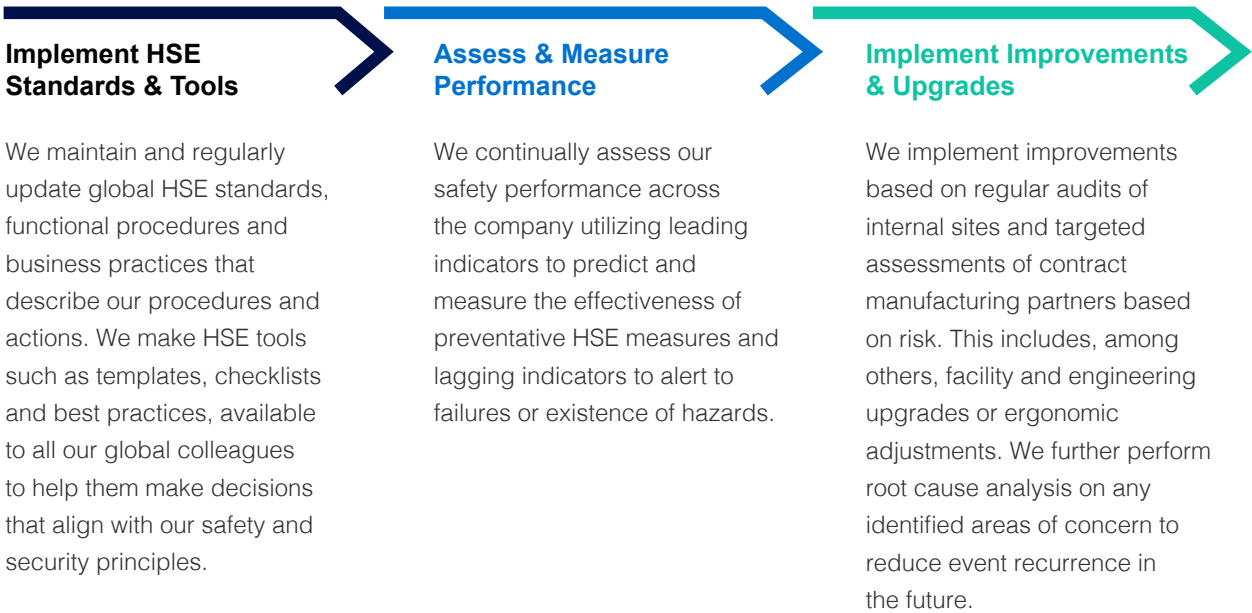 Implement HSE
Standards & Tools
We maintain and regularly
update global HSE standards,
functional procedures and
business practices that
describe our procedures and
actions. We make HSE tools
such as templates, checklists
and best practices, available
to all our global colleagues
to help them make decisions
that align with our safety and
security principles.
Assess & Measure
Performance
We continually assess our
safety performance across
the company utilizing leading
indicators to predict and
measure the effectiveness of
preventative HSE measures and
lagging indicators to alert to
failures or existence of hazards.
Implement Improvements
& Upgrades
We implement improvements
based on regular audits of
internal sites and targeted
assessments of contract
manufacturing partners based
on risk. This includes, among
others, facility and engineering
upgrades or ergonomic
adjustments. We further perform
root cause analysis on any
identified areas of concern to
reduce event recurrence in
the future.